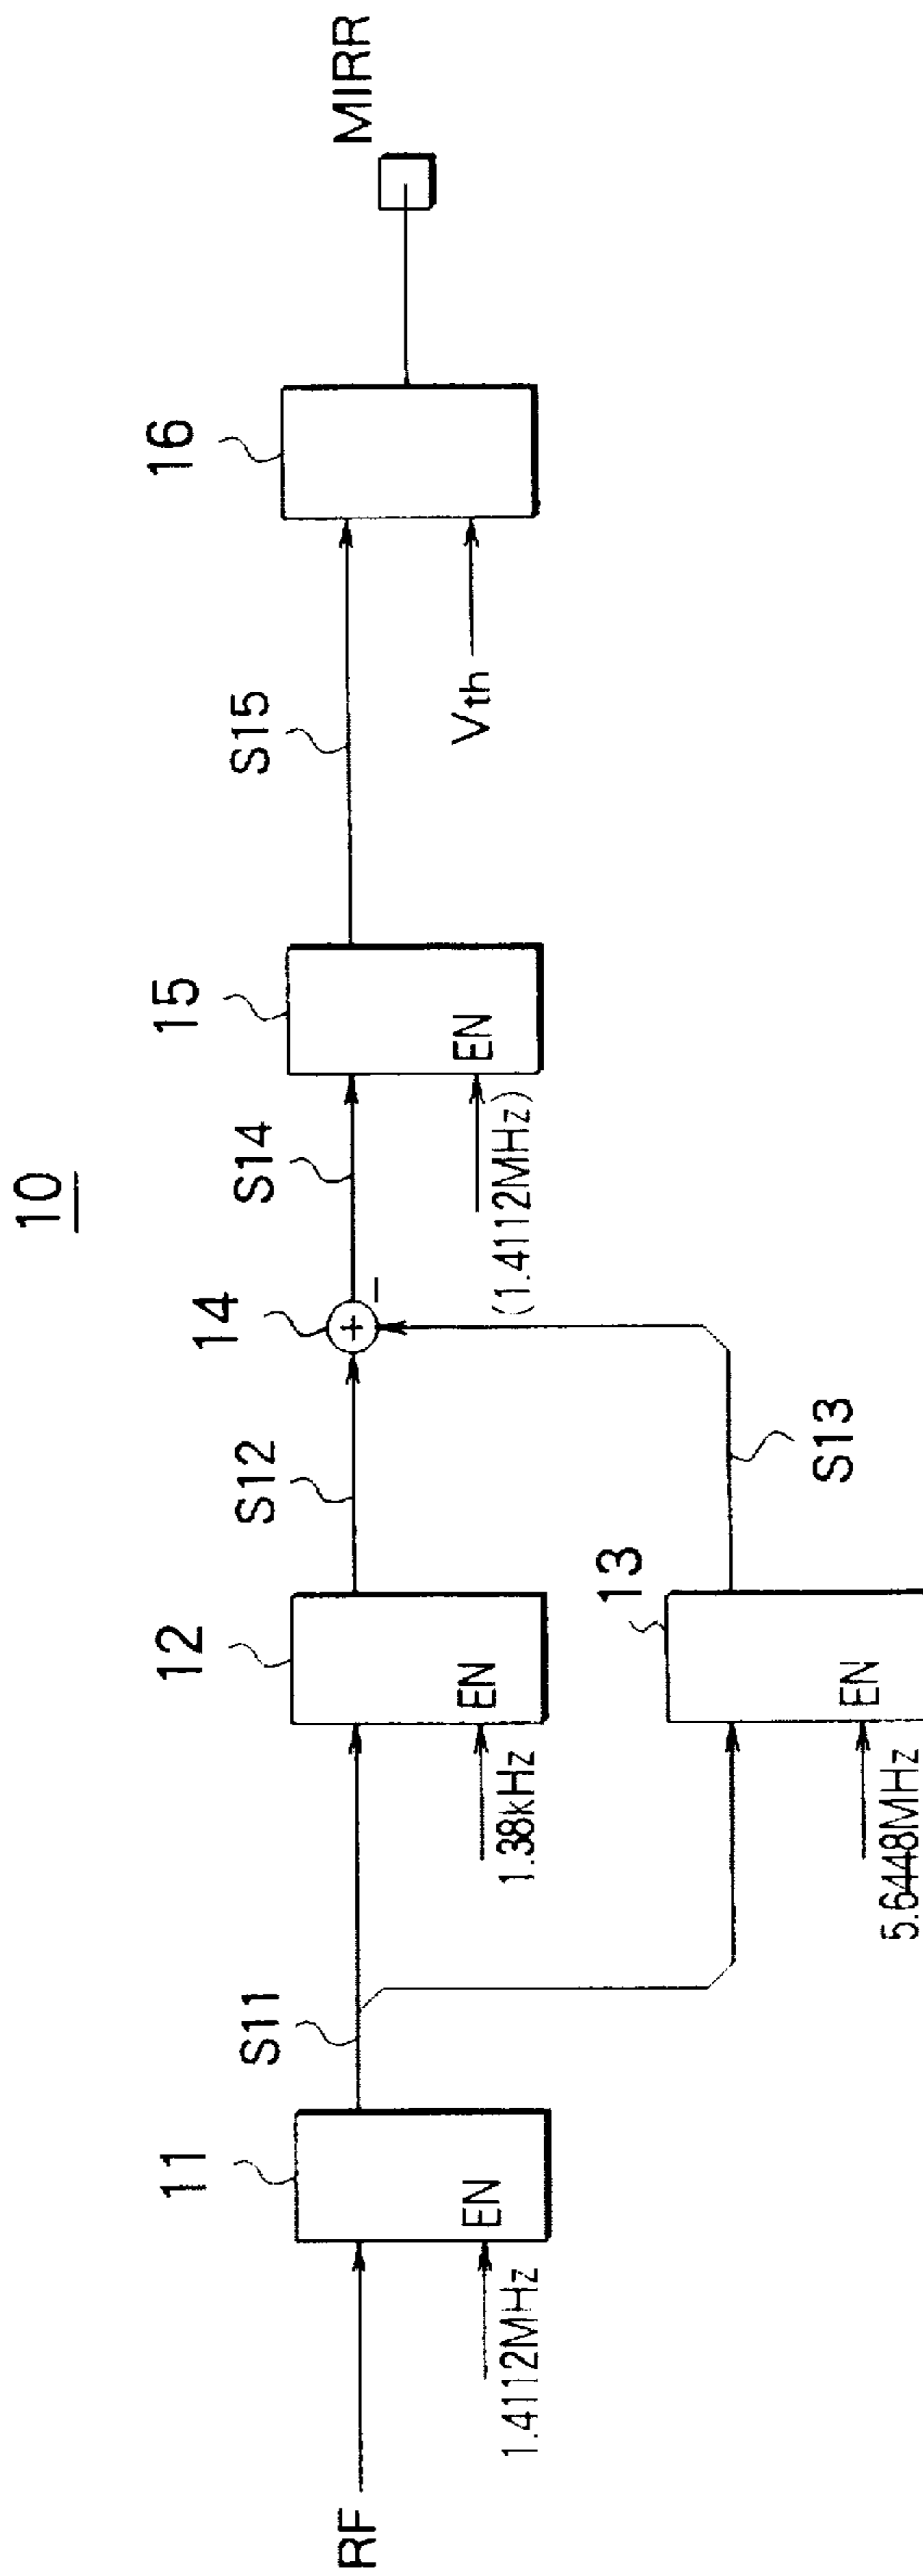 10
RF
1.4112MHz
EN
11
S11
1.38kHz
EN
12
S12
5.6448MHz
EN
13
S13
14
+
−
S14
(1.4112MHz)
EN
15
S15
Vth
16
MIRR